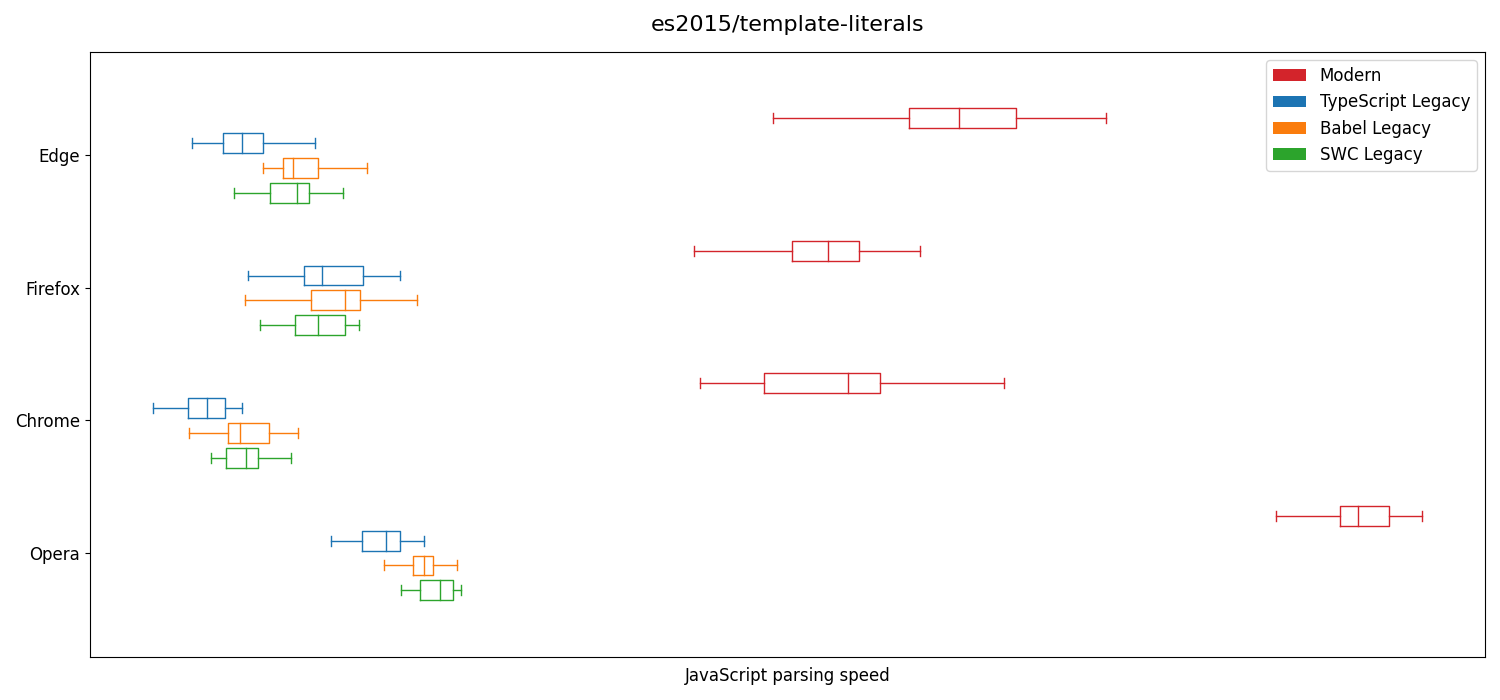 es2015/template-literals
Modern
TypeScript Legacy
Babel Legacy
SWC Legacy
Edge
Firefox
Chrome
Opera
JavaScript parsing speed